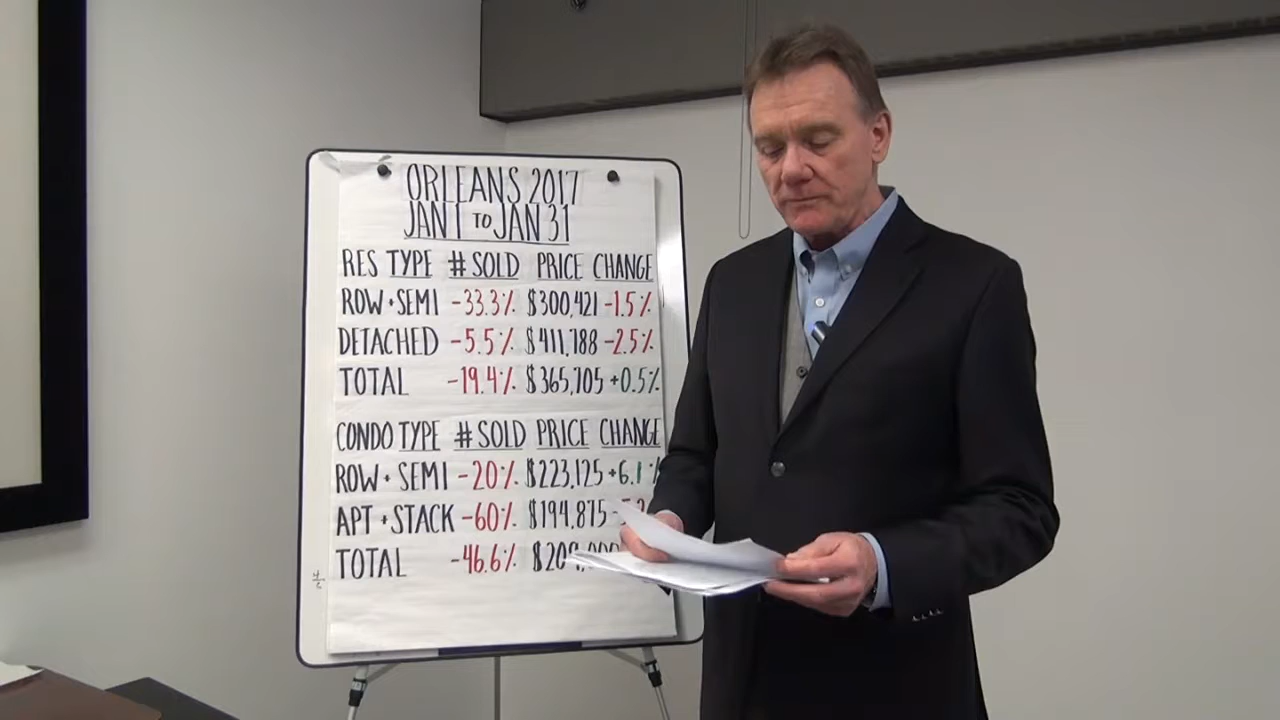 ORLEANS 2017
JAN 1 TO JAN 31
RES TYPE # SOLD PRICE CHANGE
ROW + SEMI -33.3% $300,421 -1.5%
DETACHED -5.5% $411,788 -2.5%
TOTAL -19.4% $365,705 +0.5%
CONDO TYPE # SOLD PRICE CHANGE
ROW + SEMI -20% $223,125 +6.1%
APT + STACK -60% $194,875
TOTAL -46.6%